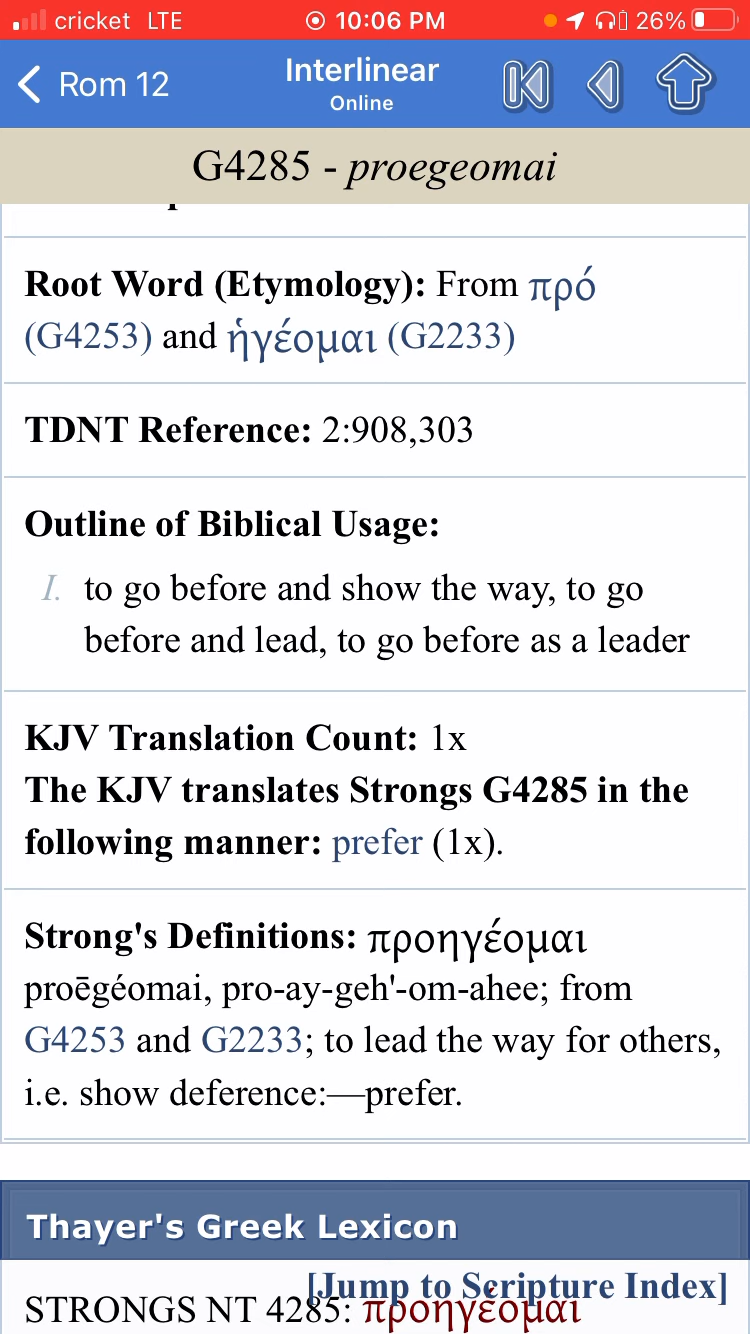 cricket LTE 10:06 PM 26%
Rom 12
Interlinear
Online
G4285 - proegeomai
Root Word (Etymology): From πρό
(G4253) and ἡγέομαι (G2233)
TDNT Reference: 2:908,303
Outline of Biblical Usage:
I. to go before and show the way, to go
before and lead, to go before as a leader
KJV Translation Count: 1x
The KJV translates Strongs G4285 in the
following manner: prefer (1x).
Strong's Definitions: προηγέομαι
proēgéomai, pro-ay-geh'-om-ahee; from
G4253 and G2233; to lead the way for others,
i.e. show deference:—prefer.
Thayer's Greek Lexicon
[Jump to Scripture Index]
STRONGS NT 4285: προηγέομαι